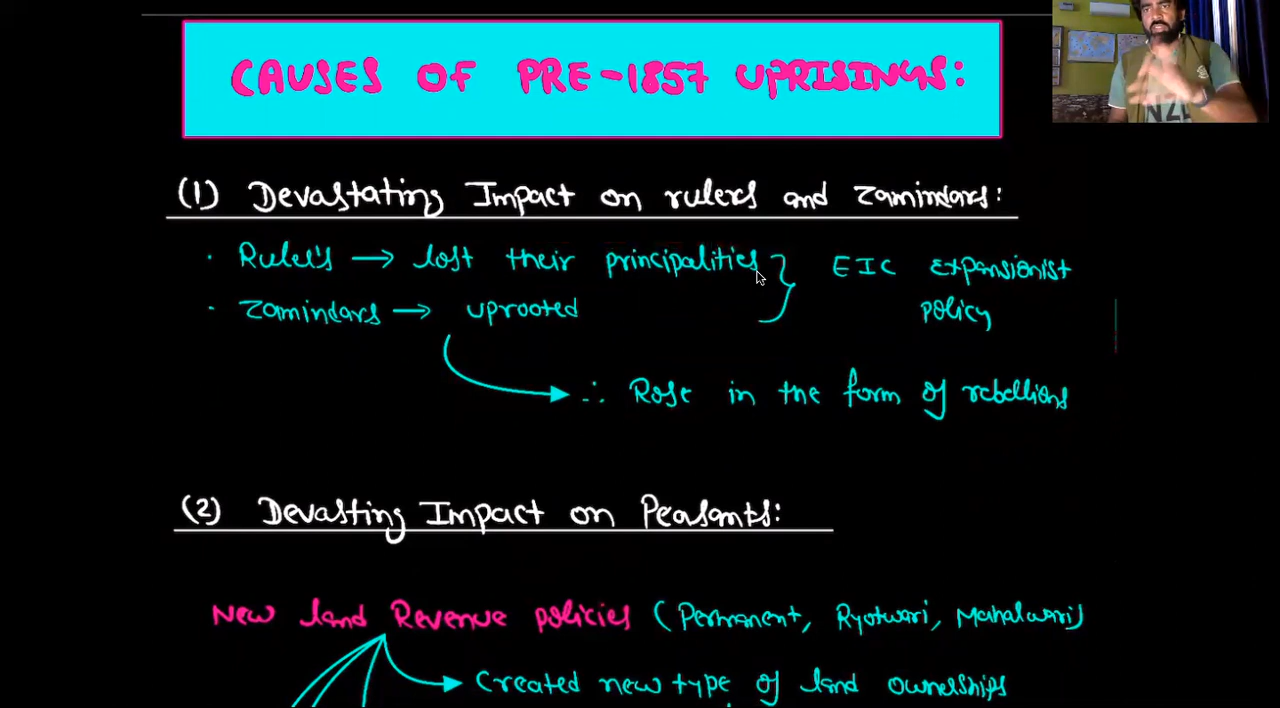 CAUSES OF PRE-1857 UPRISINGS:
(1) Devastating Impact on rulers and Zamindars:
· Rulers → lost their principalities } EIC expansionist policy
· Zamindars → uprooted
∴ Rose in the form of rebellions
(2) Devasting Impact on Peasants:
New land Revenue policies (Permanent, Ryotwari, Mahalwari)
Created new type of land ownerships